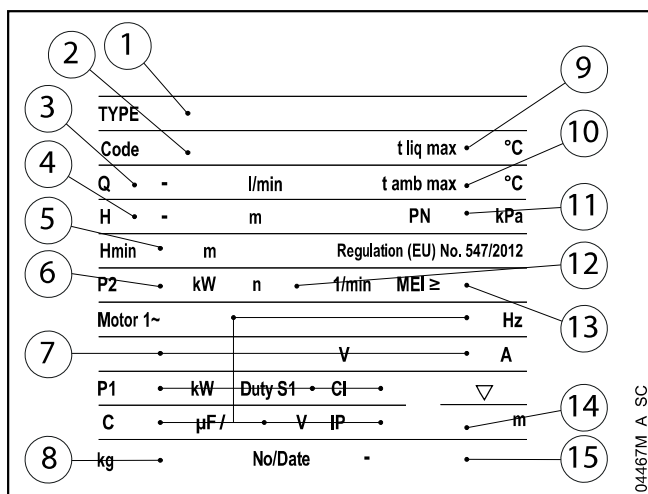 1
2
3
4
5
6
7
8
9
10
11
12
13
14
15
TYPE
Code t liq max °C
Q - l/min t amb max °C
H - m PN kPa
Hmin m Regulation (EU) No. 547/2012
P2 kW n 1/min MEI ≥
Motor 1~ Hz
V A
P1 kW Duty S1 Cl ▽
C µF / V IP m
kg No/Date -
04467M A SC